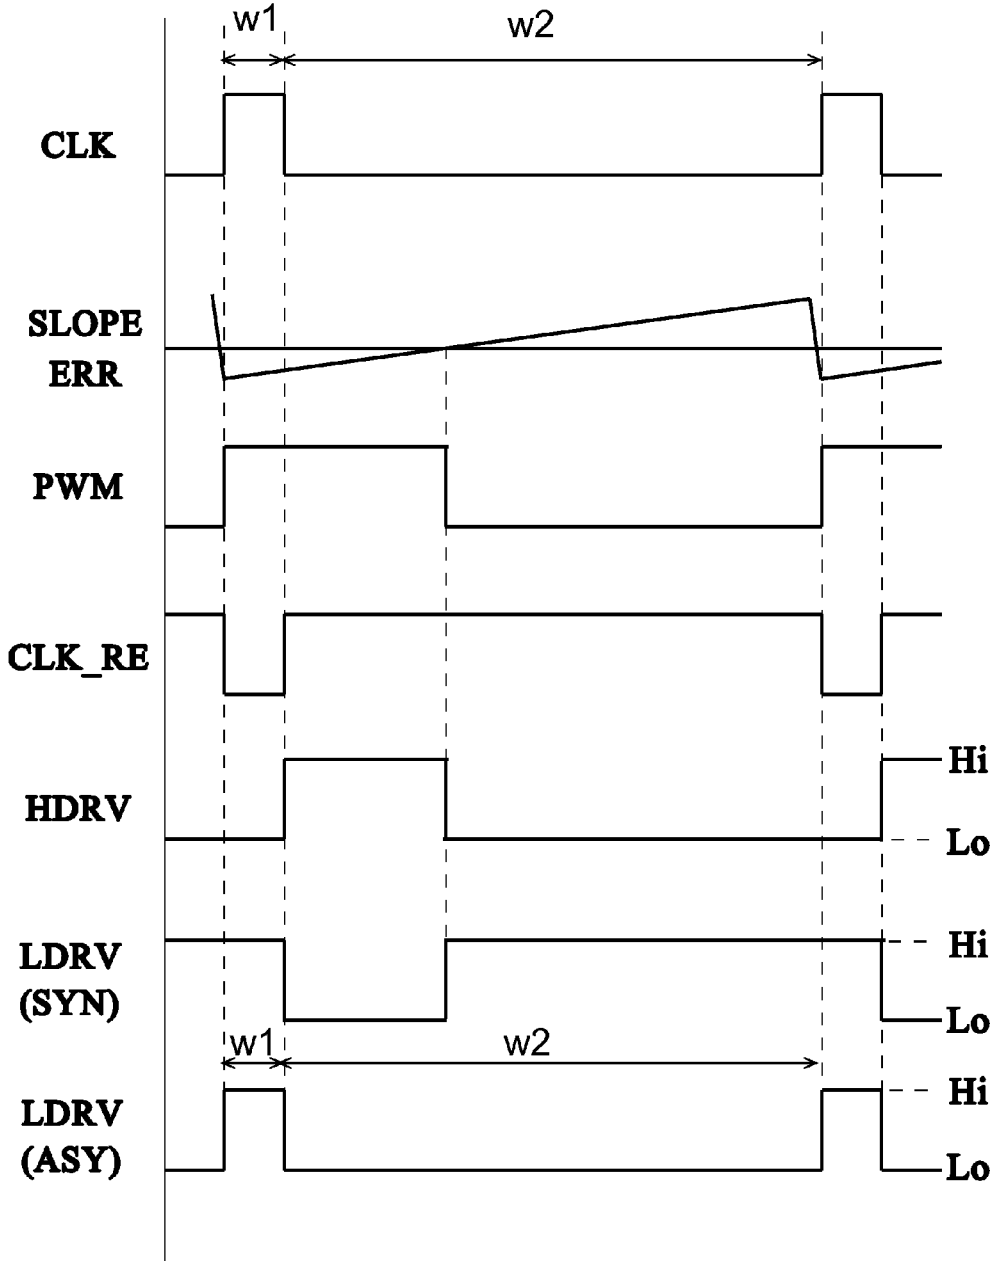 w1
w2
CLK
SLOPE
ERR
PWM
CLK_RE
Hi
HDRV
Lo
LDRV
(SYN)
Hi
Lo
w1
w2
LDRV
(ASY)
Hi
Lo